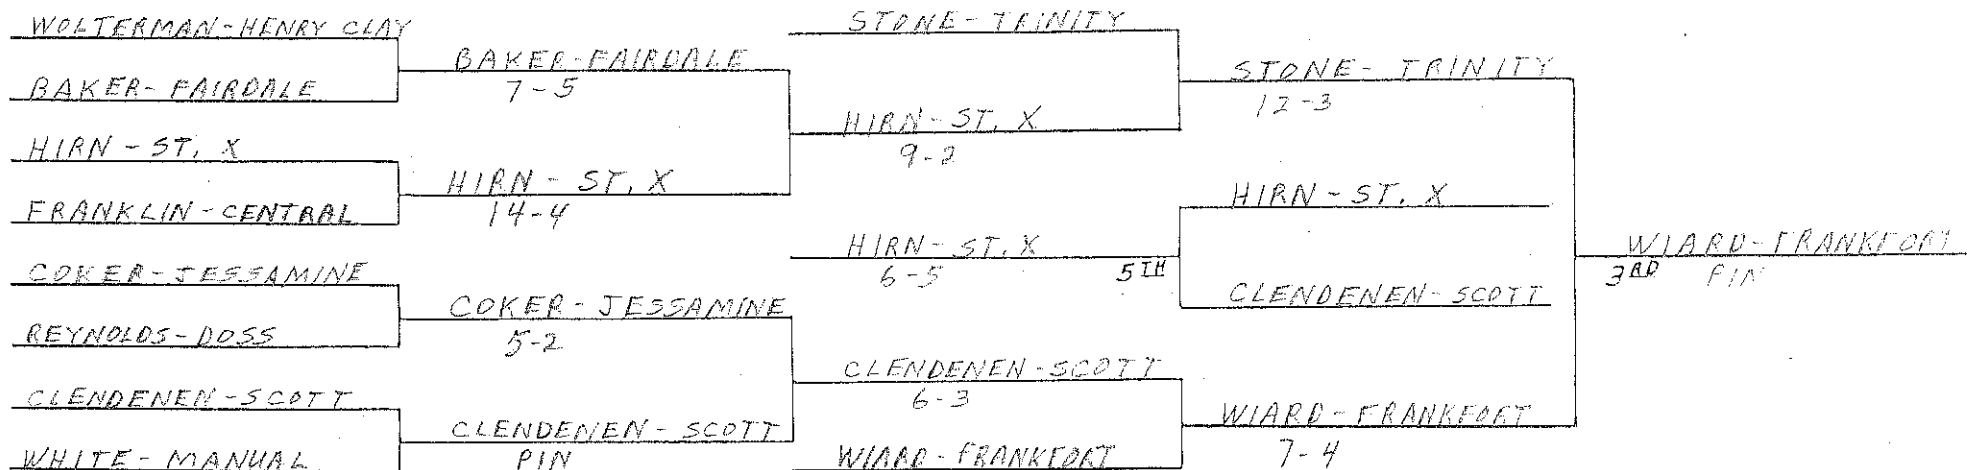 WOLTERMAN-HENRY CLAY
BAKER-FAIRDALE
HIRN-ST. X
FRANKLIN-CENTRAL
COKER-JESSAMINE
REYNOLDS-DOSS
CLENDENEN-SCOTT
WHITE-MANUAL
BAKER-FAIRDALE
7-5
HIRN-ST. X
14-4
COKER-JESSAMINE
5-2
CLENDENEN-SCOTT
PIN
STONE-TRINITY
HIRN-ST. X
9-2
HIRN-ST. X
6-5
5TH
CLENDENEN-SCOTT
6-3
WIARD-FRANKFORT
STONE-TRINITY
12-3
HIRN-ST. X
CLENDENEN-SCOTT
WIARD-FRANKFORT
7-4
WIARD-FRANKFORT
3RD PIN